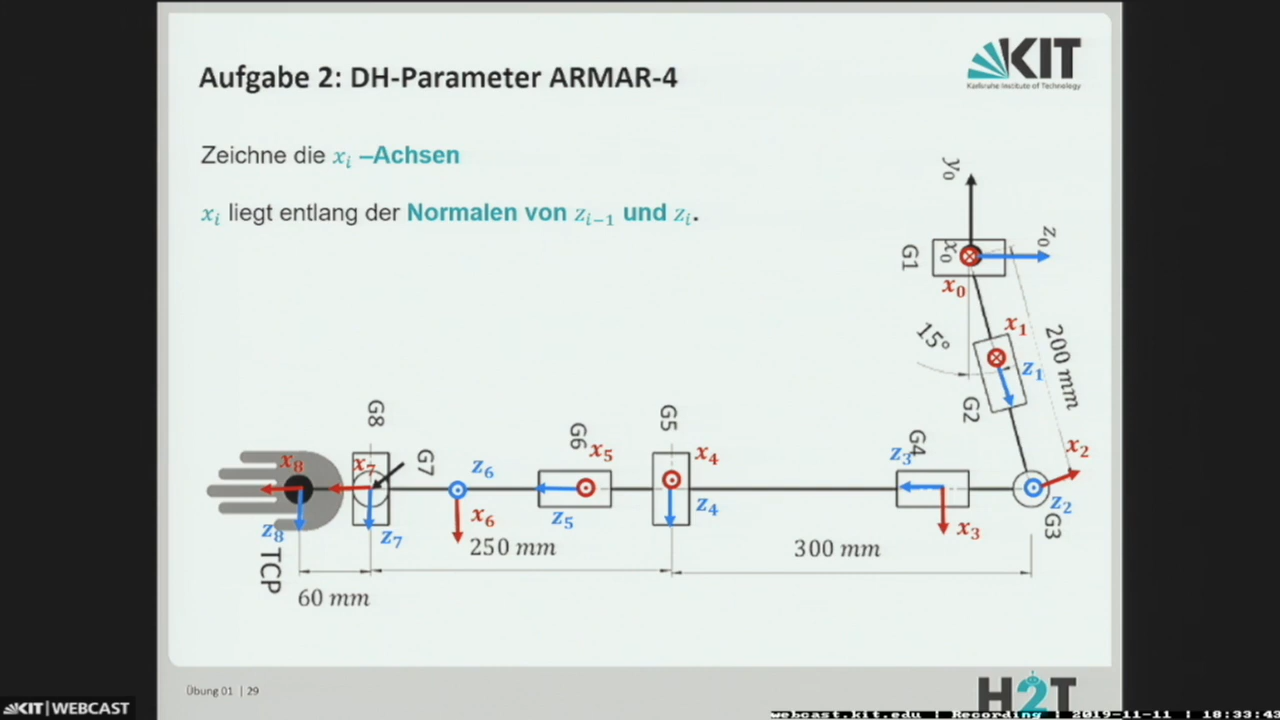 Aufgabe 2: DH-Parameter ARMAR-4
KIT
Karlsruhe Institute of Technology
Zeichne die x_i –Achsen
x_i liegt entlang der Normalen von z_{i−1} und z_i.
y_0
z_0
G1
x_0
x_0
15°
x_1
z_1
200 mm
G2
x_2
z_2
G3
G4
z_3
x_3
G5
x_4
z_4
G6
x_5
z_5
z_6
x_6
G7
G8
x_7
z_7
x_8
z_8
TCP
60 mm
250 mm
300 mm
Übung 01 | 29
H2T
KIT | WEBCAST
webcast.kit.edu | Recording | 2019-11-11 | 18:33:43